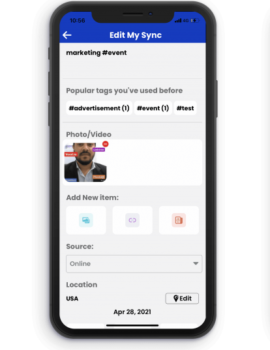 10:56
Edit My Sync
marketing #event
Popular tags you've used before
#advertisement (1) #event (1) #test
Photo/Video
Add New item:
Source:
Online
Location
USA Edit
Apr 28, 2021